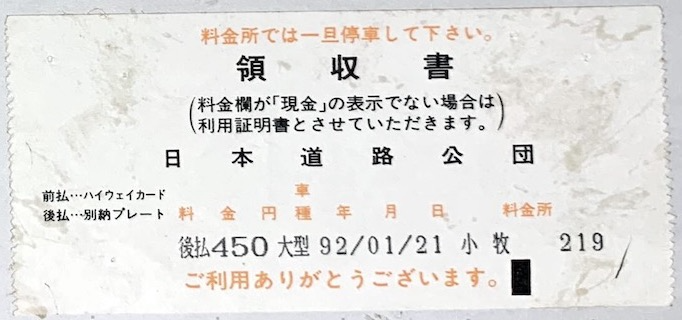 料金所では一旦停車して下さい。
領収書
(料金欄が「現金」の表示でない場合は
利用証明書とさせていただきます。)
日本道路公団
前払…ハイウェイカード
後払…別納プレート
料金円 車種 年月日 料金所
後払450 大型 92/01/21 小牧 219
ご利用ありがとうございます。